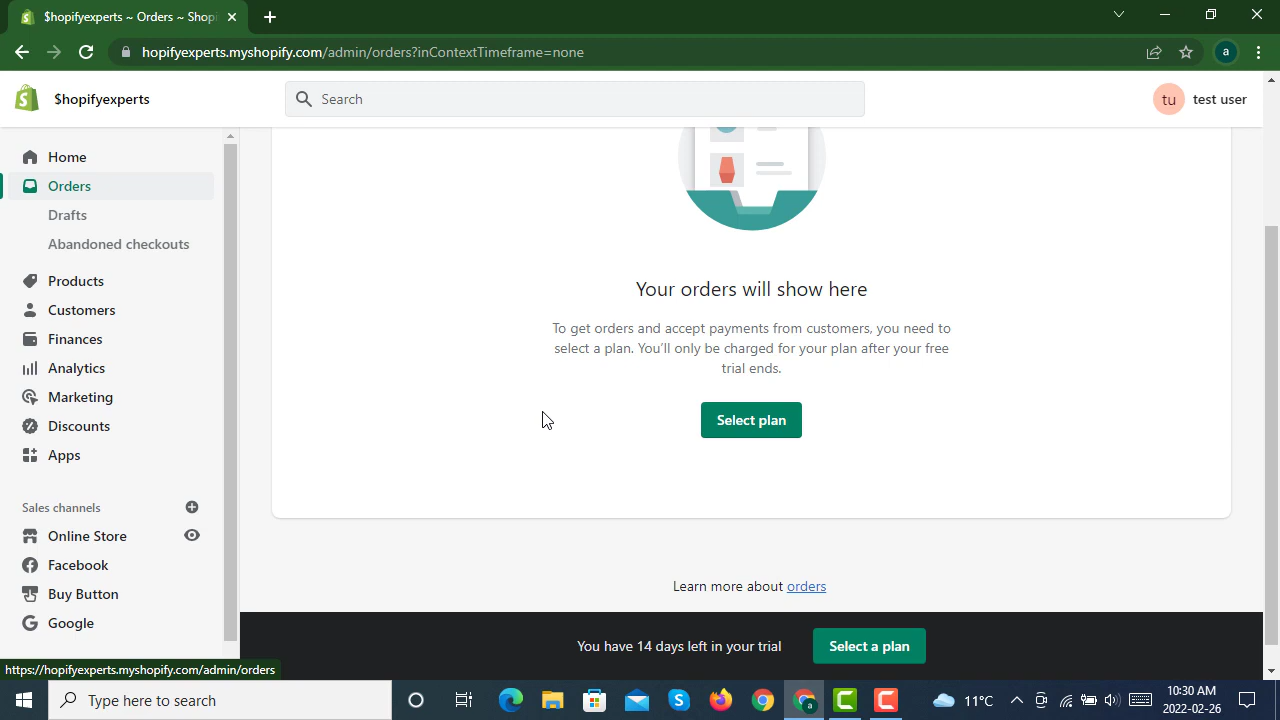 $hopifyexperts ~ Orders ~ Shopi
hopifyexperts.myshopify.com/admin/orders?inContextTimeframe=none
a
$hopifyexperts
Search
tu
test user
Home
Orders
Drafts
Abandoned checkouts
Products
Customers
Finances
Analytics
Marketing
Discounts
Apps
Sales channels
Online Store
Facebook
Buy Button
Google
Your orders will show here
To get orders and accept payments from customers, you need to
select a plan. You'll only be charged for your plan after your free
trial ends.
Select plan
Learn more about orders
You have 14 days left in your trial
Select a plan
https://hopifyexperts.myshopify.com/admin/orders
Type here to search
11°C
10:30 AM
2022-02-26